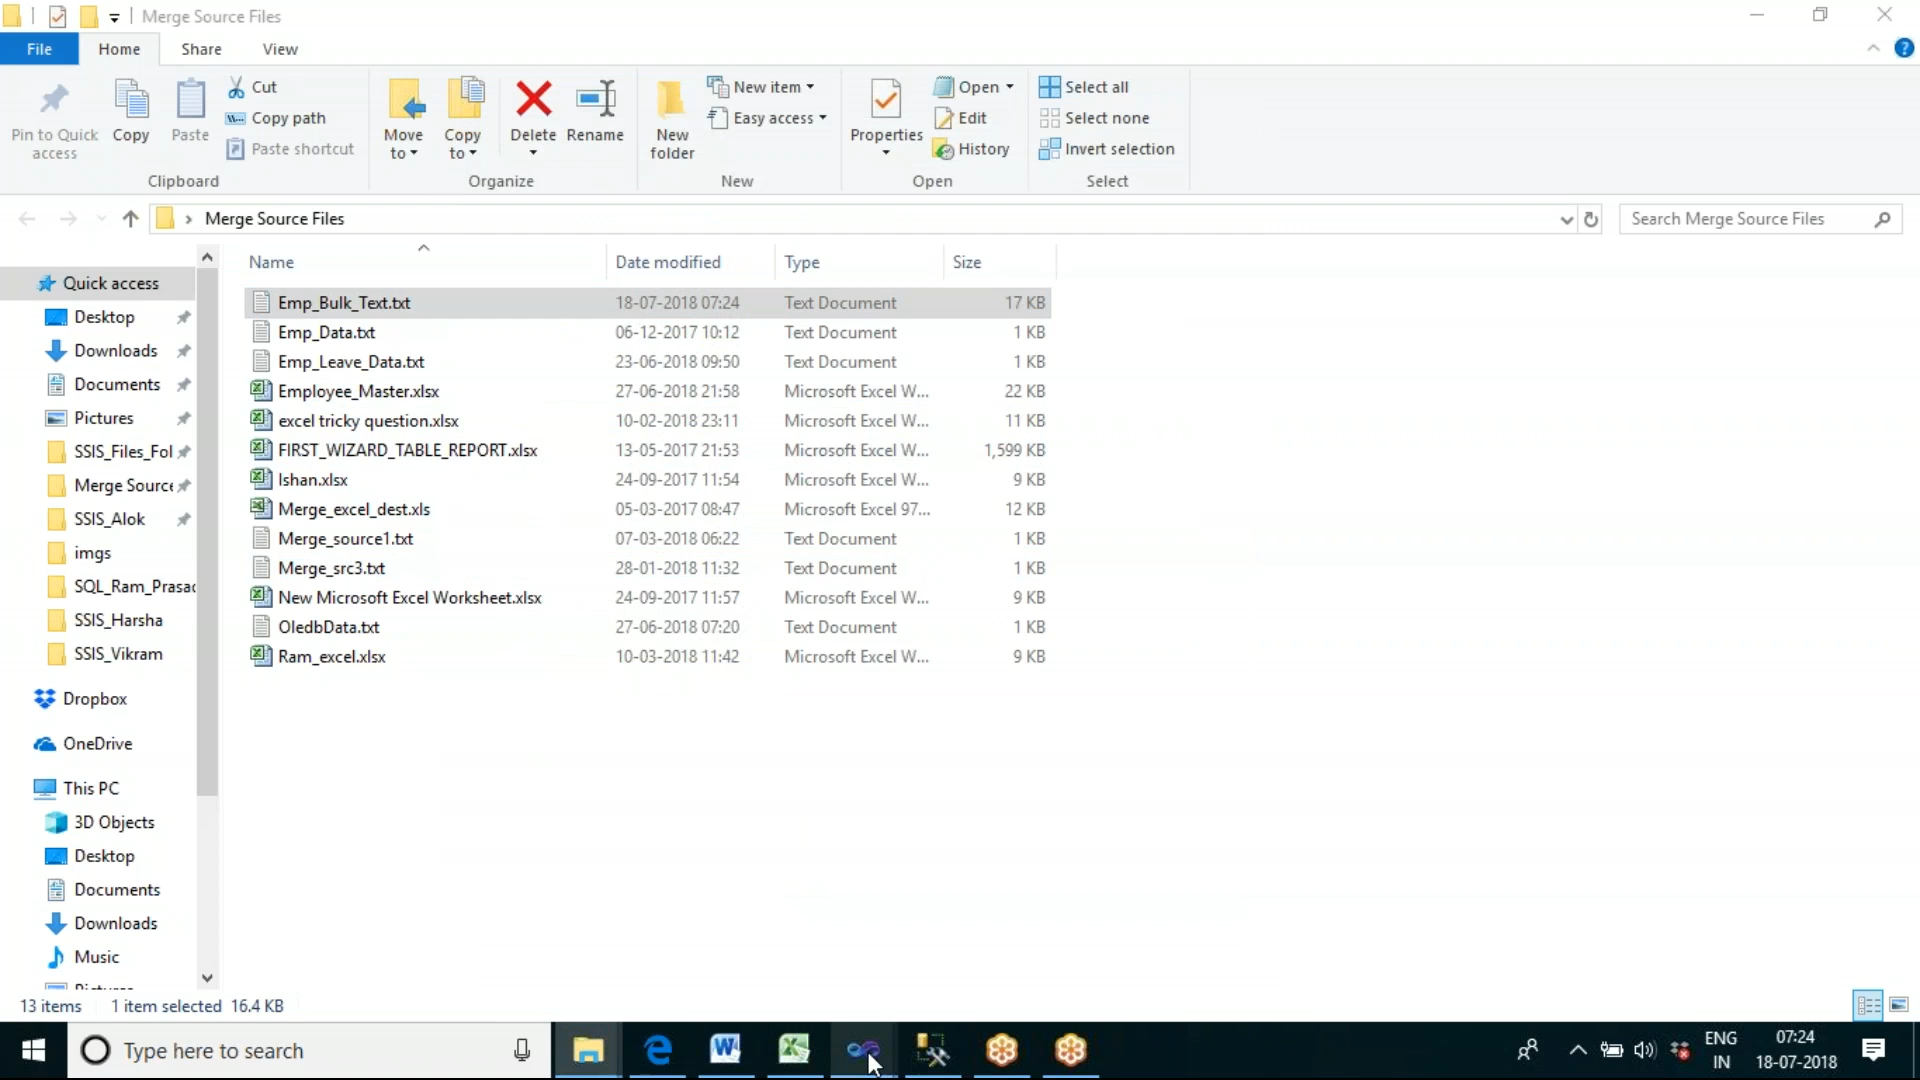 Merge Source Files
File Home Share View
Pin to Quick access
Copy
Paste
Cut
Copy path
Paste shortcut
Clipboard
Move to
Copy to
Delete
Rename
Organize
New folder
New item
Easy access
New
Properties
Open
Edit
History
Open
Select all
Select none
Invert selection
Select
Merge Source Files
Search Merge Source Files
Name Date modified Type Size
Emp_Bulk_Text.txt 18-07-2018 07:24 Text Document 17 KB
Emp_Data.txt 06-12-2017 10:12 Text Document 1 KB
Emp_Leave_Data.txt 23-06-2018 09:50 Text Document 1 KB
Employee_Master.xlsx 27-06-2018 21:58 Microsoft Excel W... 22 KB
excel tricky question.xlsx 10-02-2018 23:11 Microsoft Excel W... 11 KB
FIRST_WIZARD_TABLE_REPORT.xlsx 13-05-2017 21:53 Microsoft Excel W... 1,599 KB
Ishan.xlsx 24-09-2017 11:54 Microsoft Excel W... 9 KB
Merge_excel_dest.xls 05-03-2017 08:47 Microsoft Excel 97... 12 KB
Merge_source1.txt 07-03-2018 06:22 Text Document 1 KB
Merge_src3.txt 28-01-2018 11:32 Text Document 1 KB
New Microsoft Excel Worksheet.xlsx 24-09-2017 11:57 Microsoft Excel W... 9 KB
OledbData.txt 27-06-2018 07:20 Text Document 1 KB
Ram_excel.xlsx 10-03-2018 11:42 Microsoft Excel W... 9 KB
Quick access
Desktop
Downloads
Documents
Pictures
SSIS_Files_Fol
Merge Source
SSIS_Alok
imgs
SQL_Ram_Prasad
SSIS_Harsha
SSIS_Vikram
Dropbox
OneDrive
This PC
3D Objects
Desktop
Documents
Downloads
Music
13 items 1 item selected 16.4 KB
Type here to search
ENG
IN
07:24
18-07-2018